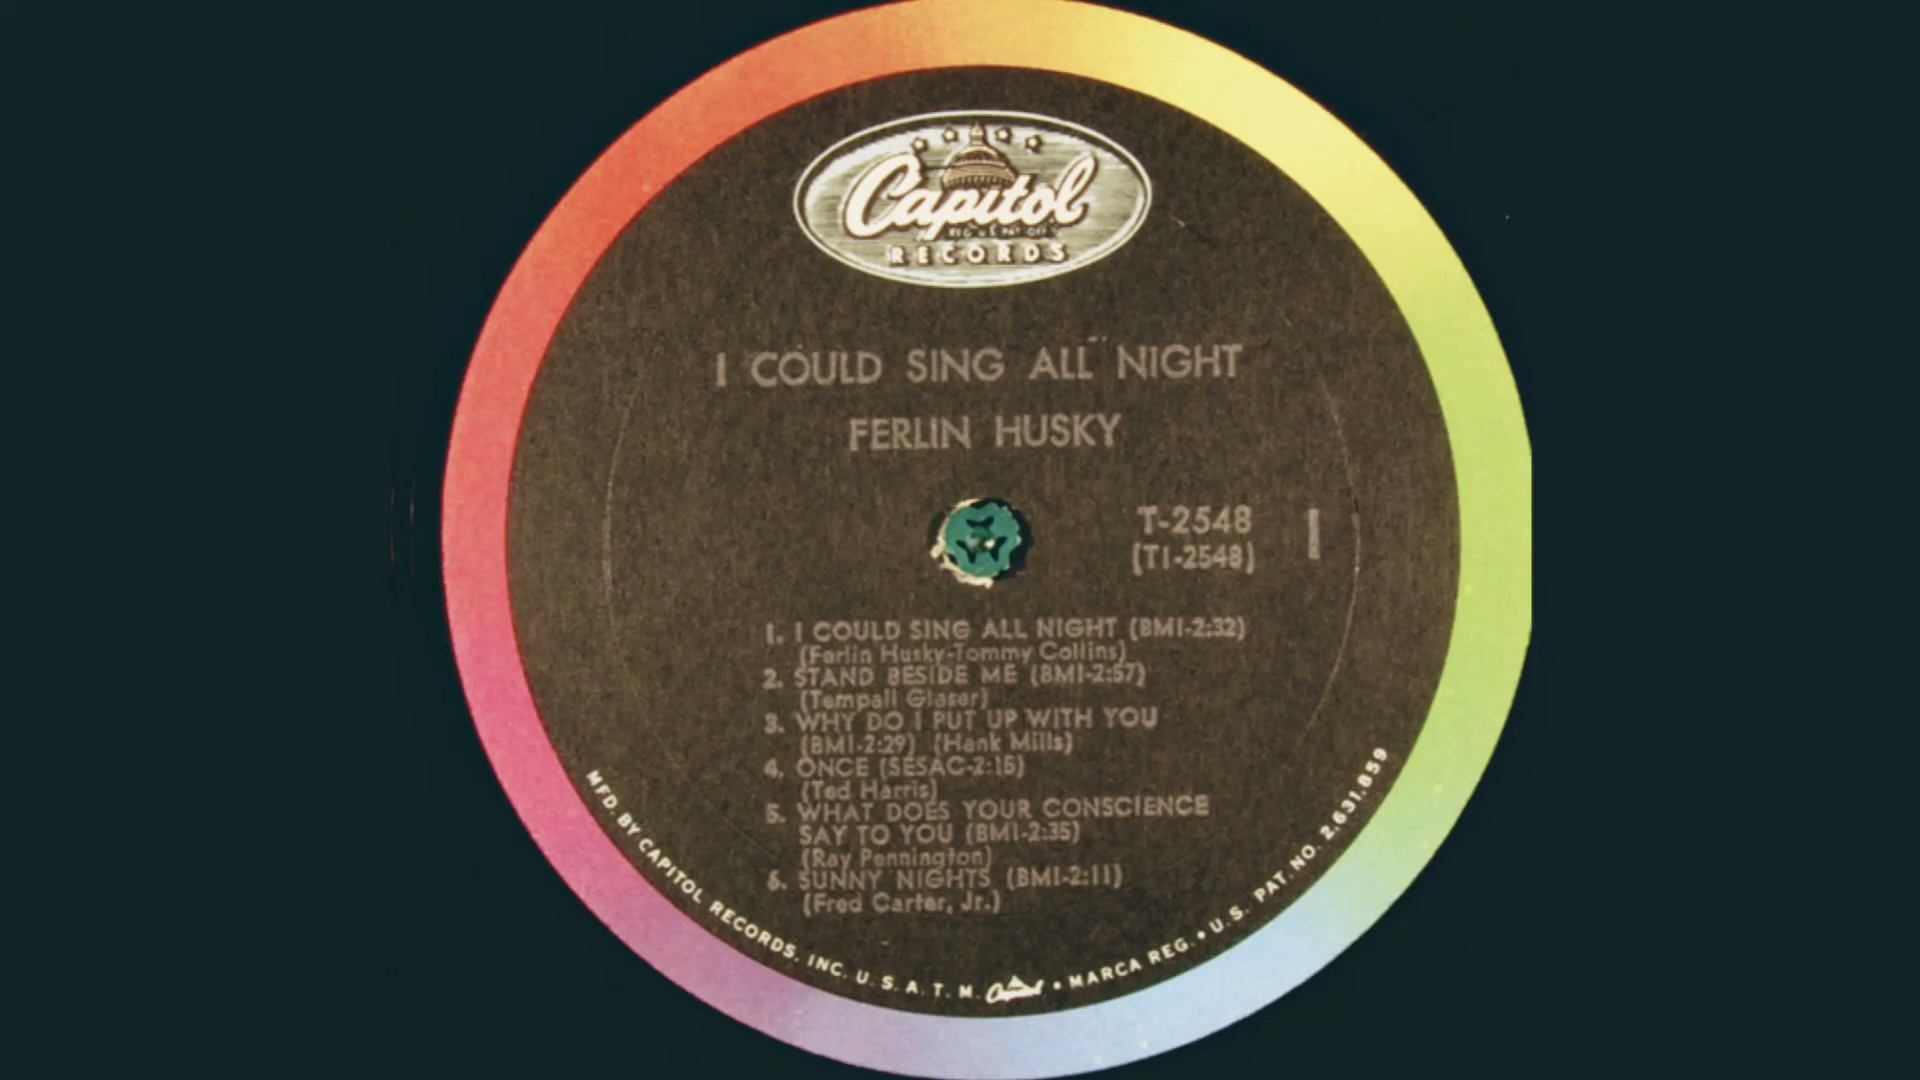 Capitol
REG. U.S. PAT. OFF.
RECORDS
I COULD SING ALL NIGHT
FERLIN HUSKY
T-2548
(T1-2548)
1
1. I COULD SING ALL NIGHT (BMI-2:32)
(Ferlin Husky-Tommy Collins)
2. STAND BESIDE ME (BMI-2:57)
(Tompall Glaser)
3. WHY DO I PUT UP WITH YOU
(BMI-2:29) (Hank Mills)
4. ONCE (SESAC-2:15)
(Ted Harris)
5. WHAT DOES YOUR CONSCIENCE
SAY TO YOU (BMI-2:35)
(Ray Pennington)
6. SUNNY NIGHTS (BMI-2:11)
(Fred Carter, Jr.)
MFD. BY CAPITOL RECORDS, INC. U.S.A. T.M. Capitol • MARCA REG. • U.S. PAT. NO. 2,631,859